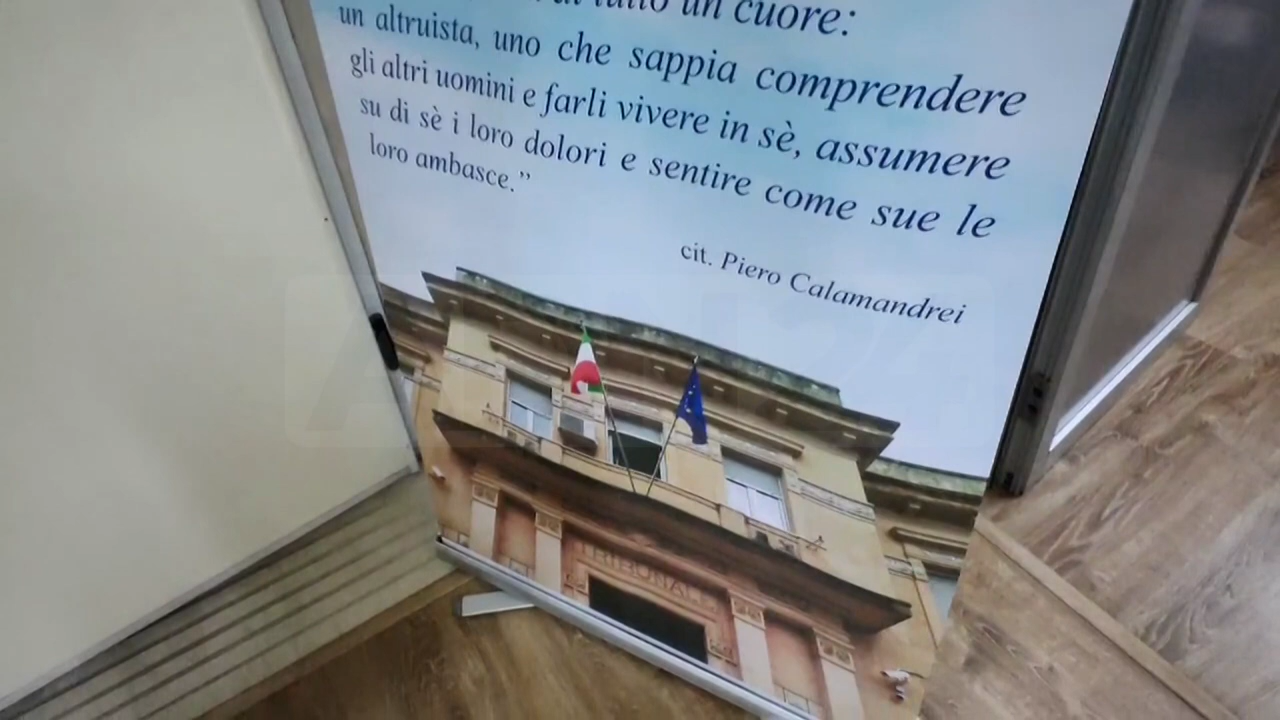 di tutto un cuore:
un altruista, uno che sappia comprendere
gli altri uomini e farli vivere in sè, assumere
su di sè i loro dolori e sentire come sue le
loro ambasce.”
cit. Piero Calamandrei
TRIBUNALE